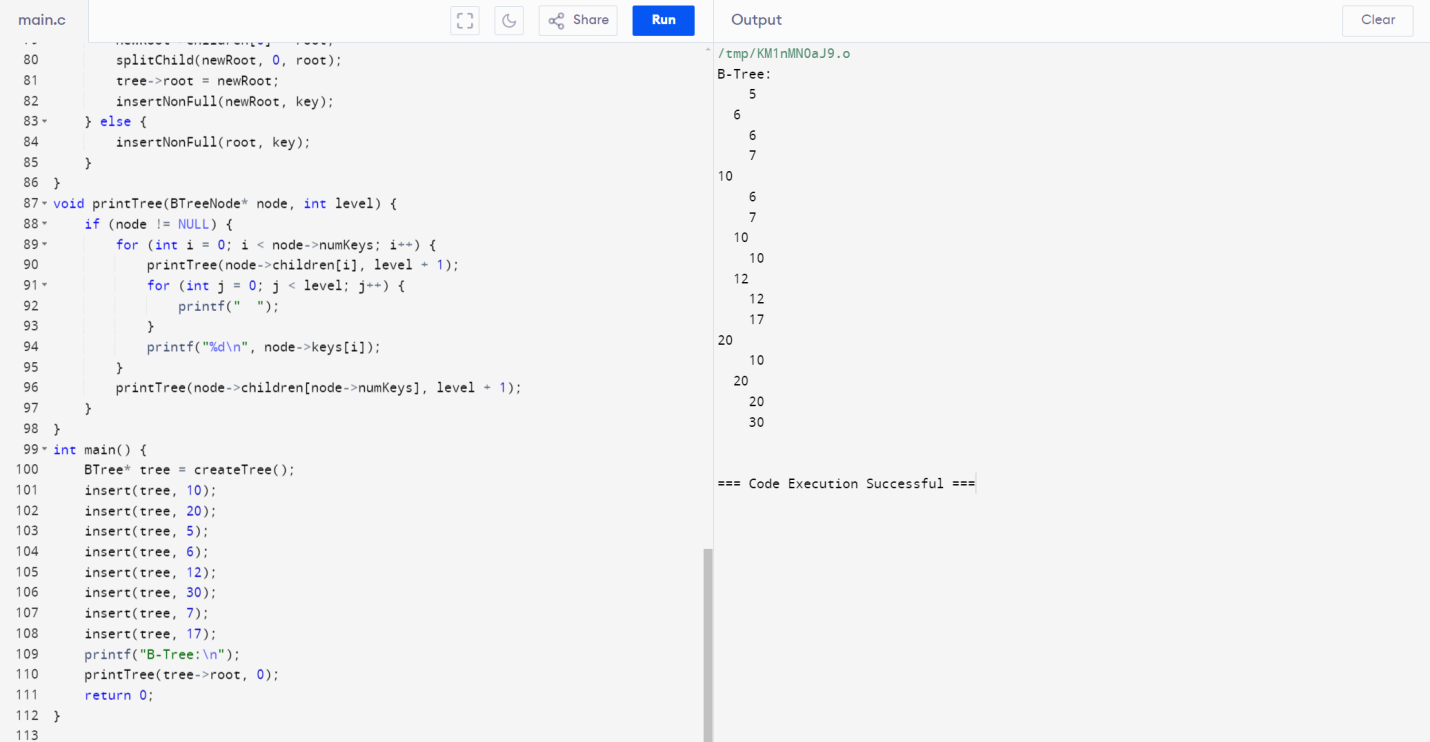 main.c
Share
Run
Output
Clear
80 splitChild(newRoot, 0, root);
81 tree->root = newRoot;
82 insertNonFull(newRoot, key);
83 } else {
84 insertNonFull(root, key);
85 }
86 }
87 void printTree(BTreeNode* node, int level) {
88 if (node != NULL) {
89 for (int i = 0; i < node->numKeys; i++) {
90 printTree(node->children[i], level + 1);
91 for (int j = 0; j < level; j++) {
92 printf("  ");
93 }
94 printf("%d\n", node->keys[i]);
95 }
96 printTree(node->children[node->numKeys], level + 1);
97 }
98 }
99 int main() {
100 BTree* tree = createTree();
101 insert(tree, 10);
102 insert(tree, 20);
103 insert(tree, 5);
104 insert(tree, 6);
105 insert(tree, 12);
106 insert(tree, 30);
107 insert(tree, 7);
108 insert(tree, 17);
109 printf("B-Tree:\n");
110 printTree(tree->root, 0);
111 return 0;
112 }
113
/tmp/KM1nMNOaJ9.o
B-Tree:
    5
  6
    6
    7
10
    6
    7
  10
    10
  12
    12
    17
20
    10
  20
    20
    30
=== Code Execution Successful ===